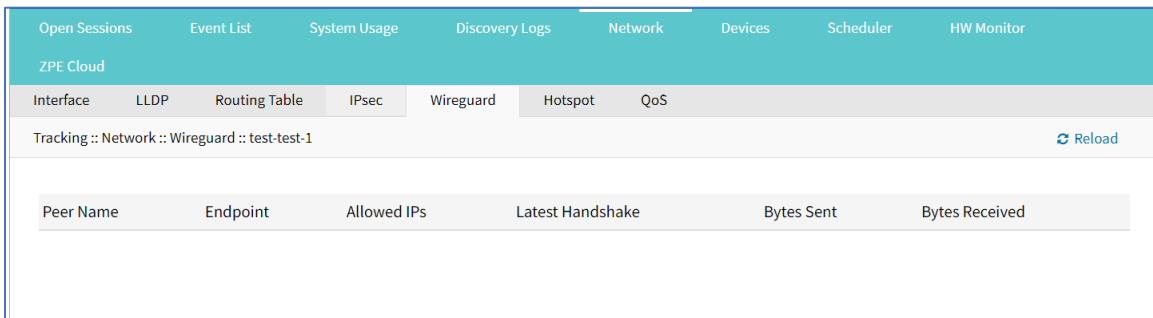 Open Sessions Event List System Usage Discovery Logs Network Devices Scheduler HW Monitor
ZPE Cloud
Interface LLDP Routing Table IPsec Wireguard Hotspot QoS
Tracking :: Network :: Wireguard :: test-test-1 Reload
Peer Name Endpoint Allowed IPs Latest Handshake Bytes Sent Bytes Received